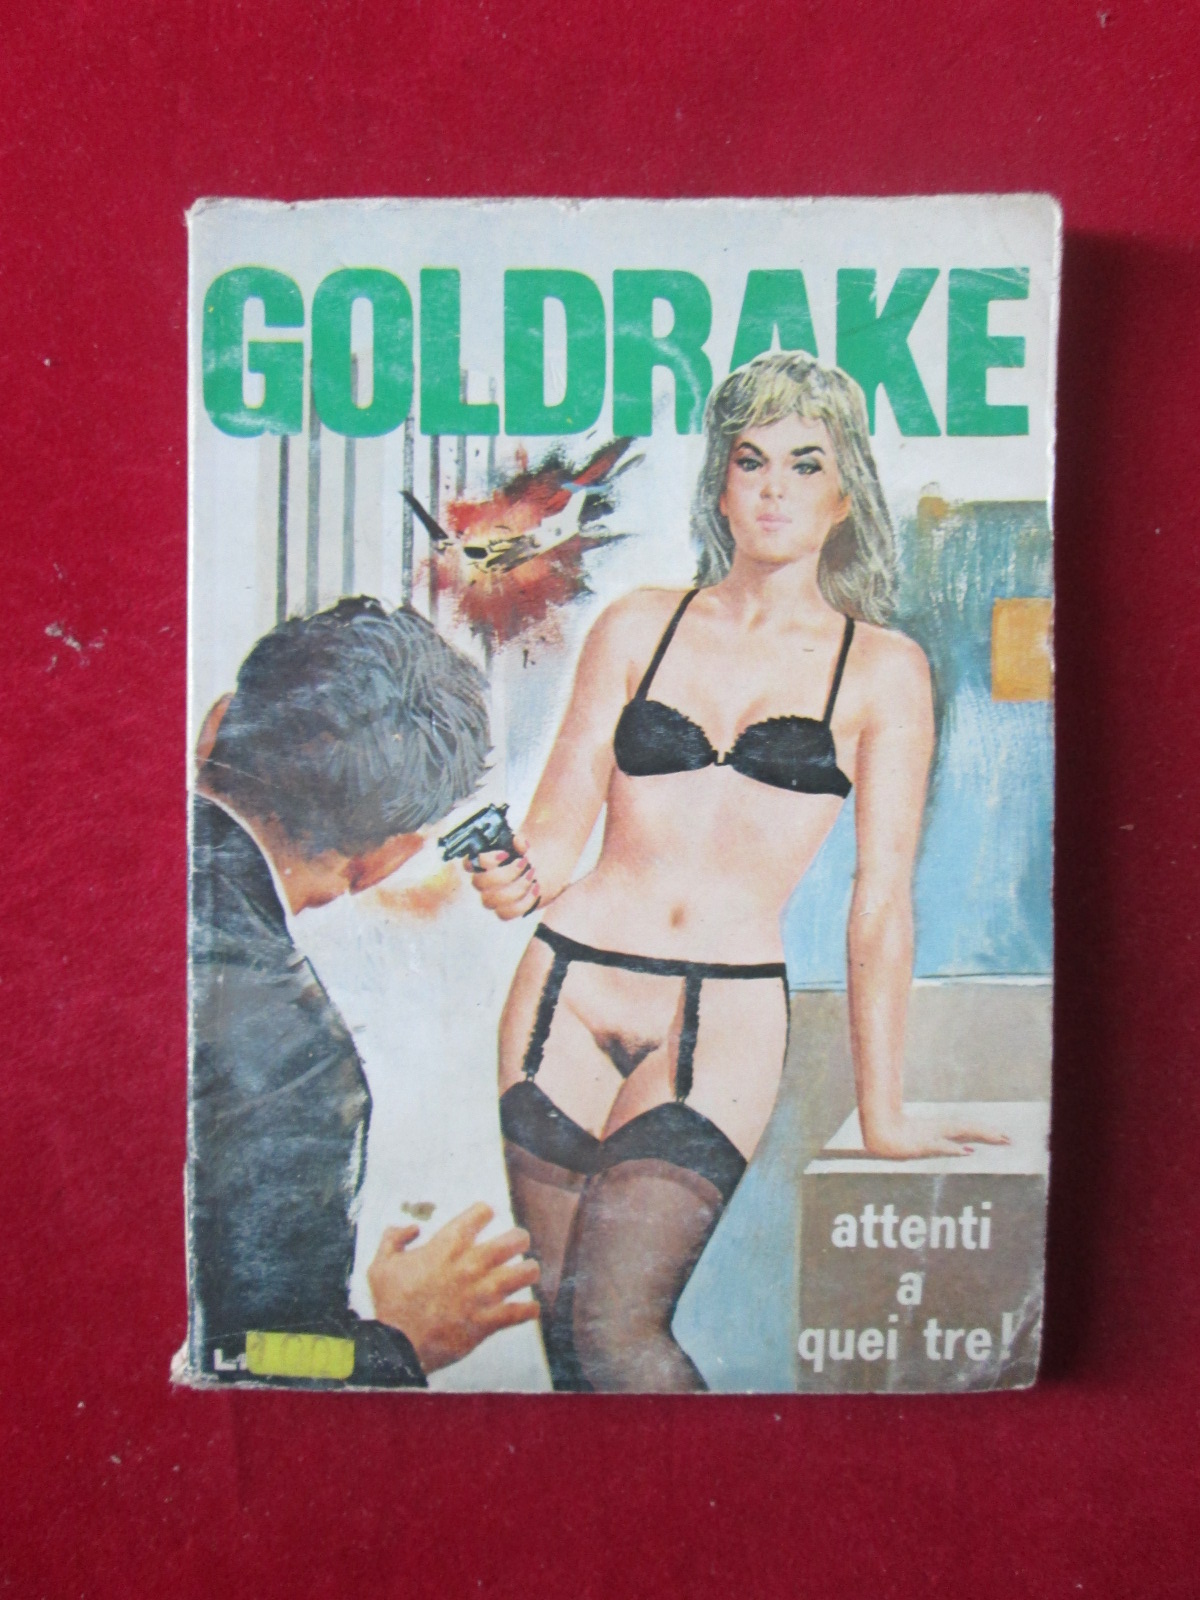 GOLDRAKE
attenti
a
quei tre!